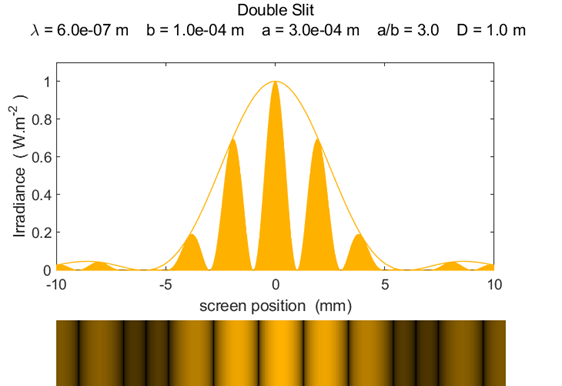 Double Slit
λ = 6.0e-07 m b = 1.0e-04 m a = 3.0e-04 m a/b = 3.0 D = 1.0 m
Irradiance ( W.m⁻² )
1
0.8
0.6
0.4
0.2
0
-10 -5 0 5 10
screen position (mm)